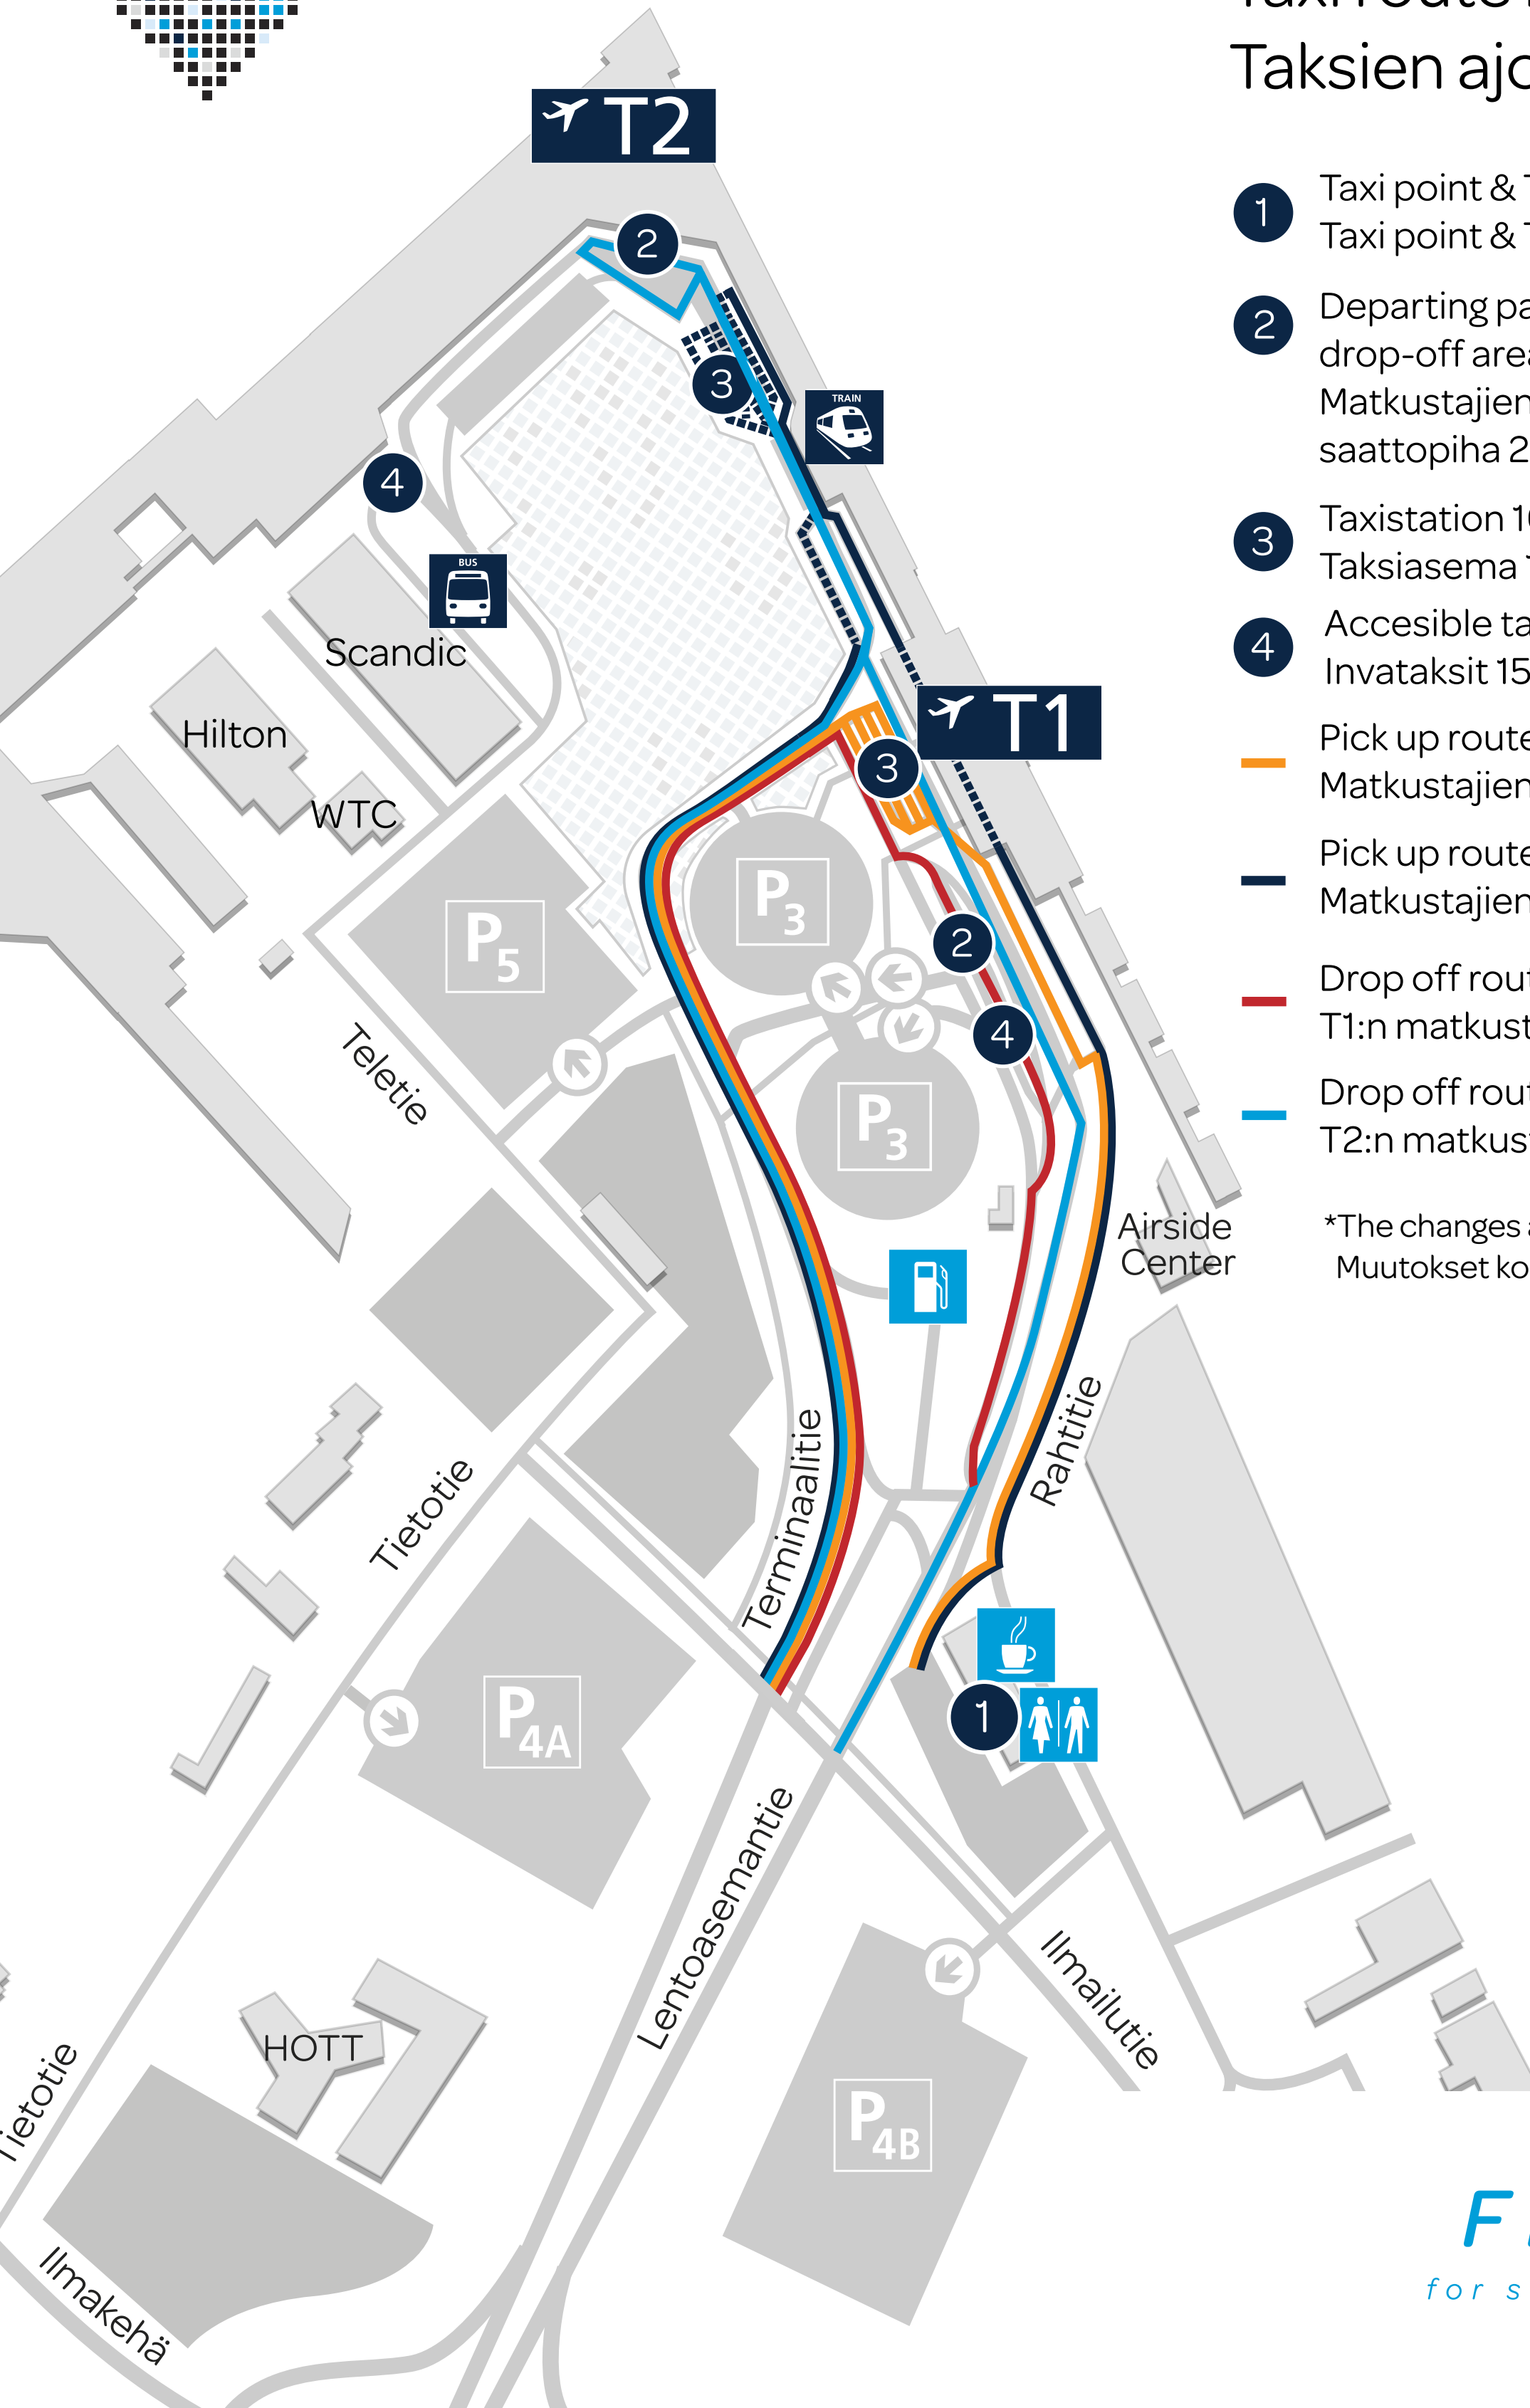 Taksien ajo
1
Taxi point &
Taxi point &
2
Departing pa
drop-off area
Matkustajien
saattopiha 2
3
Taxistation 1
Taksiasema
4
Accesible ta
Invataksit 15
Pick up route
Matkustajien
Pick up route
Matkustajien
Drop off rout
T1:n matkust
Drop off rout
T2:n matkus
*The changes a
Muutokset ko
T2
2
3
TRAIN
4
BUS
Scandic
Hilton
WTC
T1
3
P3
P5
2
4
Teletie
P3
Airside
Center
Rahtitie
Terminaalitie
Tietotie
P4A
1
Lentoasemantie
Ilmailutie
HOTT
Tietotie
P4B
Ilmakehä
F
for s